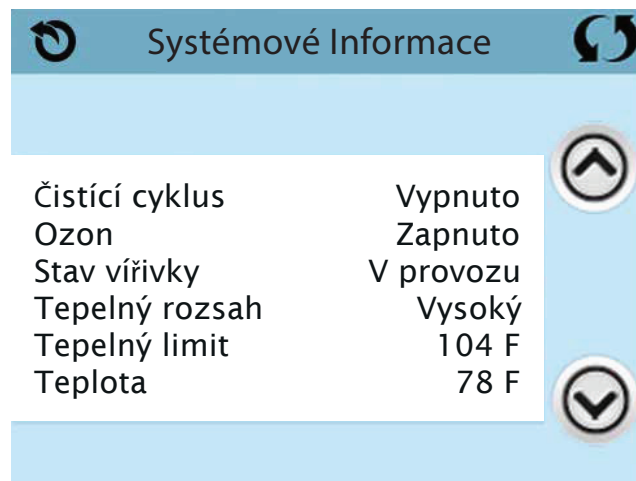 Systémové Informace
Čistící cyklus Vypnuto
Ozon Zapnuto
Stav vířivky V provozu
Tepelný rozsah Vysoký
Tepelný limit 104 F
Teplota 78 F